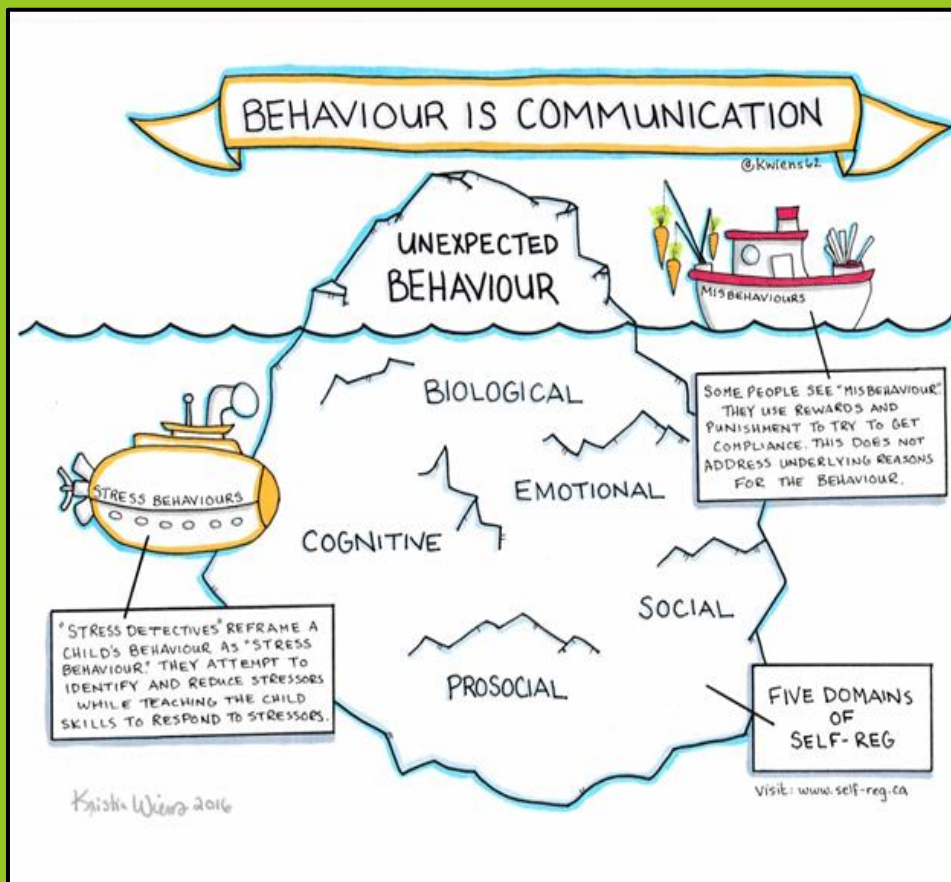 BEHAVIOUR IS COMMUNICATION
@kwiens62
UNEXPECTED
BEHAVIOUR
MISBEHAVIOURS
SOME PEOPLE SEE "MISBEHAVIOUR".
THEY USE REWARDS AND
PUNISHMENT TO TRY TO GET
COMPLIANCE. THIS DOES NOT
ADDRESS UNDERLYING REASONS
FOR THE BEHAVIOUR.
BIOLOGICAL
EMOTIONAL
STRESS BEHAVIOURS
COGNITIVE
SOCIAL
"STRESS DETECTIVES" REFRAME A
CHILD'S BEHAVIOUR AS "STRESS
BEHAVIOUR". THEY ATTEMPT TO
IDENTIFY AND REDUCE STRESSORS
WHILE TEACHING THE CHILD
SKILLS TO RESPOND TO STRESSORS.
PROSOCIAL
FIVE DOMAINS
OF
SELF-REG
Visit: www.self-reg.ca
Kristin Wiens 2016